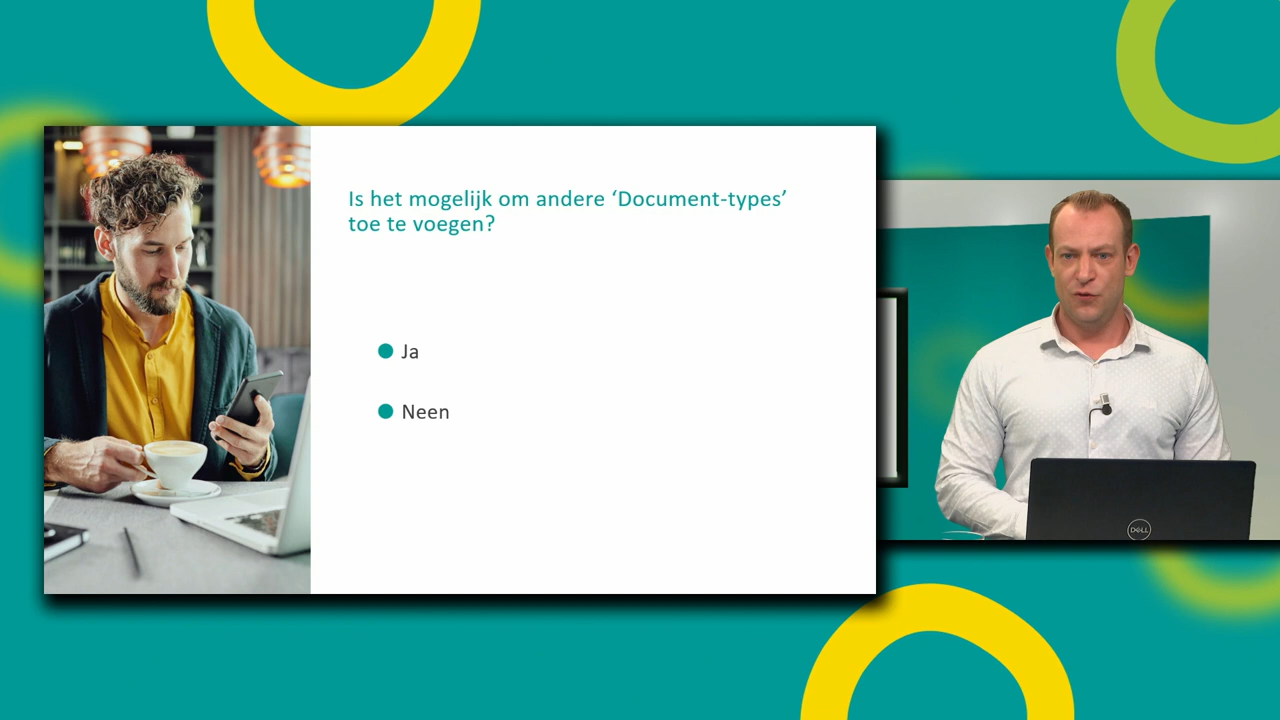 Is het mogelijk om andere ‘Document-types’
toe te voegen?
Ja
Neen
DELL